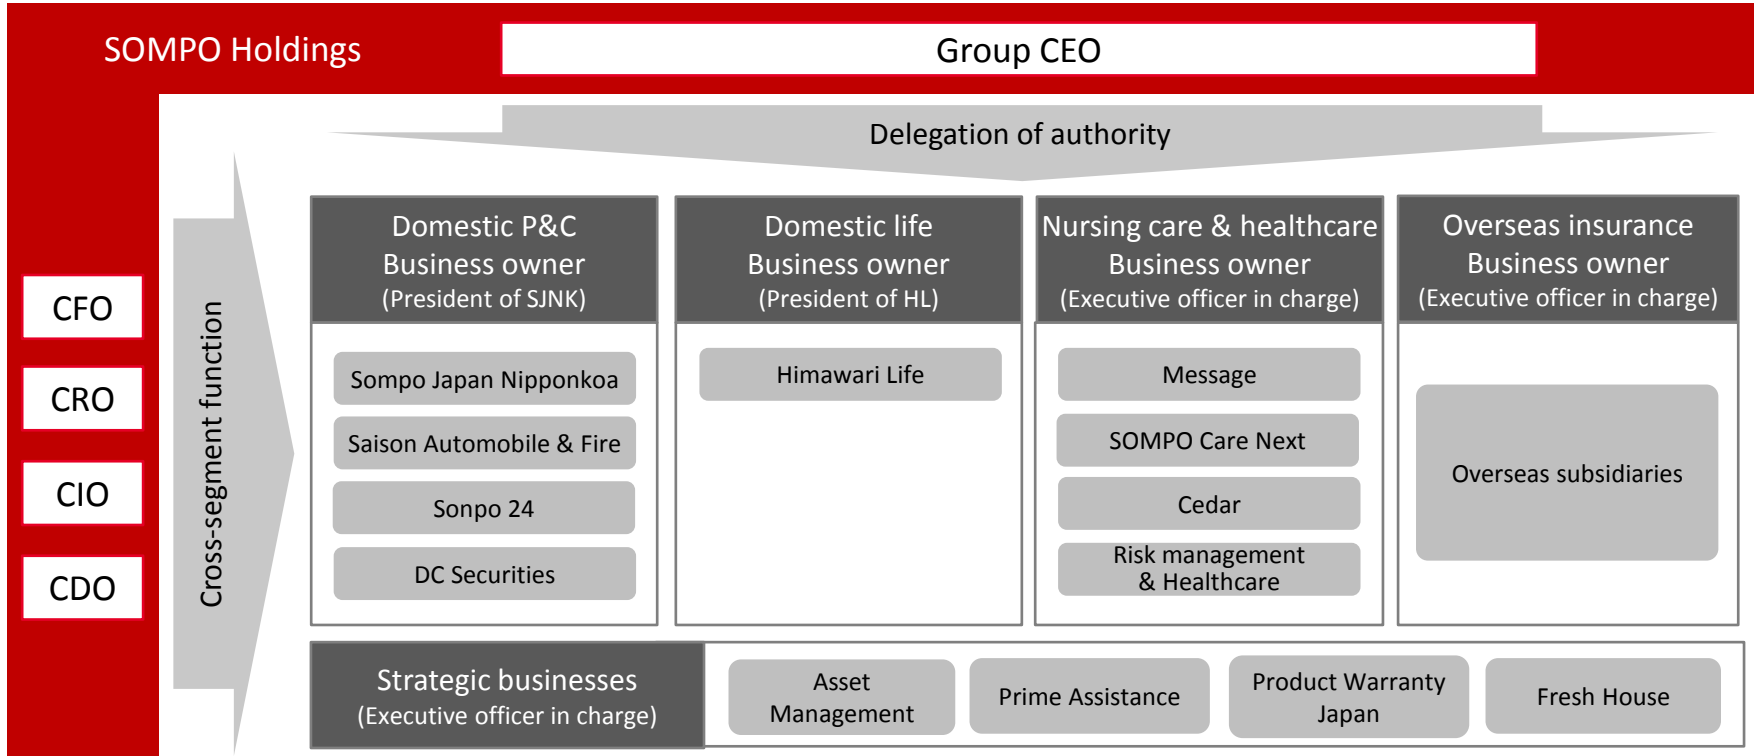 SOMPO Holdings
Group CEO
Delegation of authority
CFO
CRO
CIO
CDO
Cross-segment function
Domestic P&C
Business owner
(President of SJNK)
Sompo Japan Nipponkoa
Saison Automobile & Fire
Sonpo 24
DC Securities
Domestic life
Business owner
(President of HL)
Himawari Life
Nursing care & healthcare
Business owner
(Executive officer in charge)
Message
SOMPO Care Next
Cedar
Risk management
& Healthcare
Overseas insurance
Business owner
(Executive officer in charge)
Overseas subsidiaries
Strategic businesses
(Executive officer in charge)
Asset
Management
Prime Assistance
Product Warranty
Japan
Fresh House